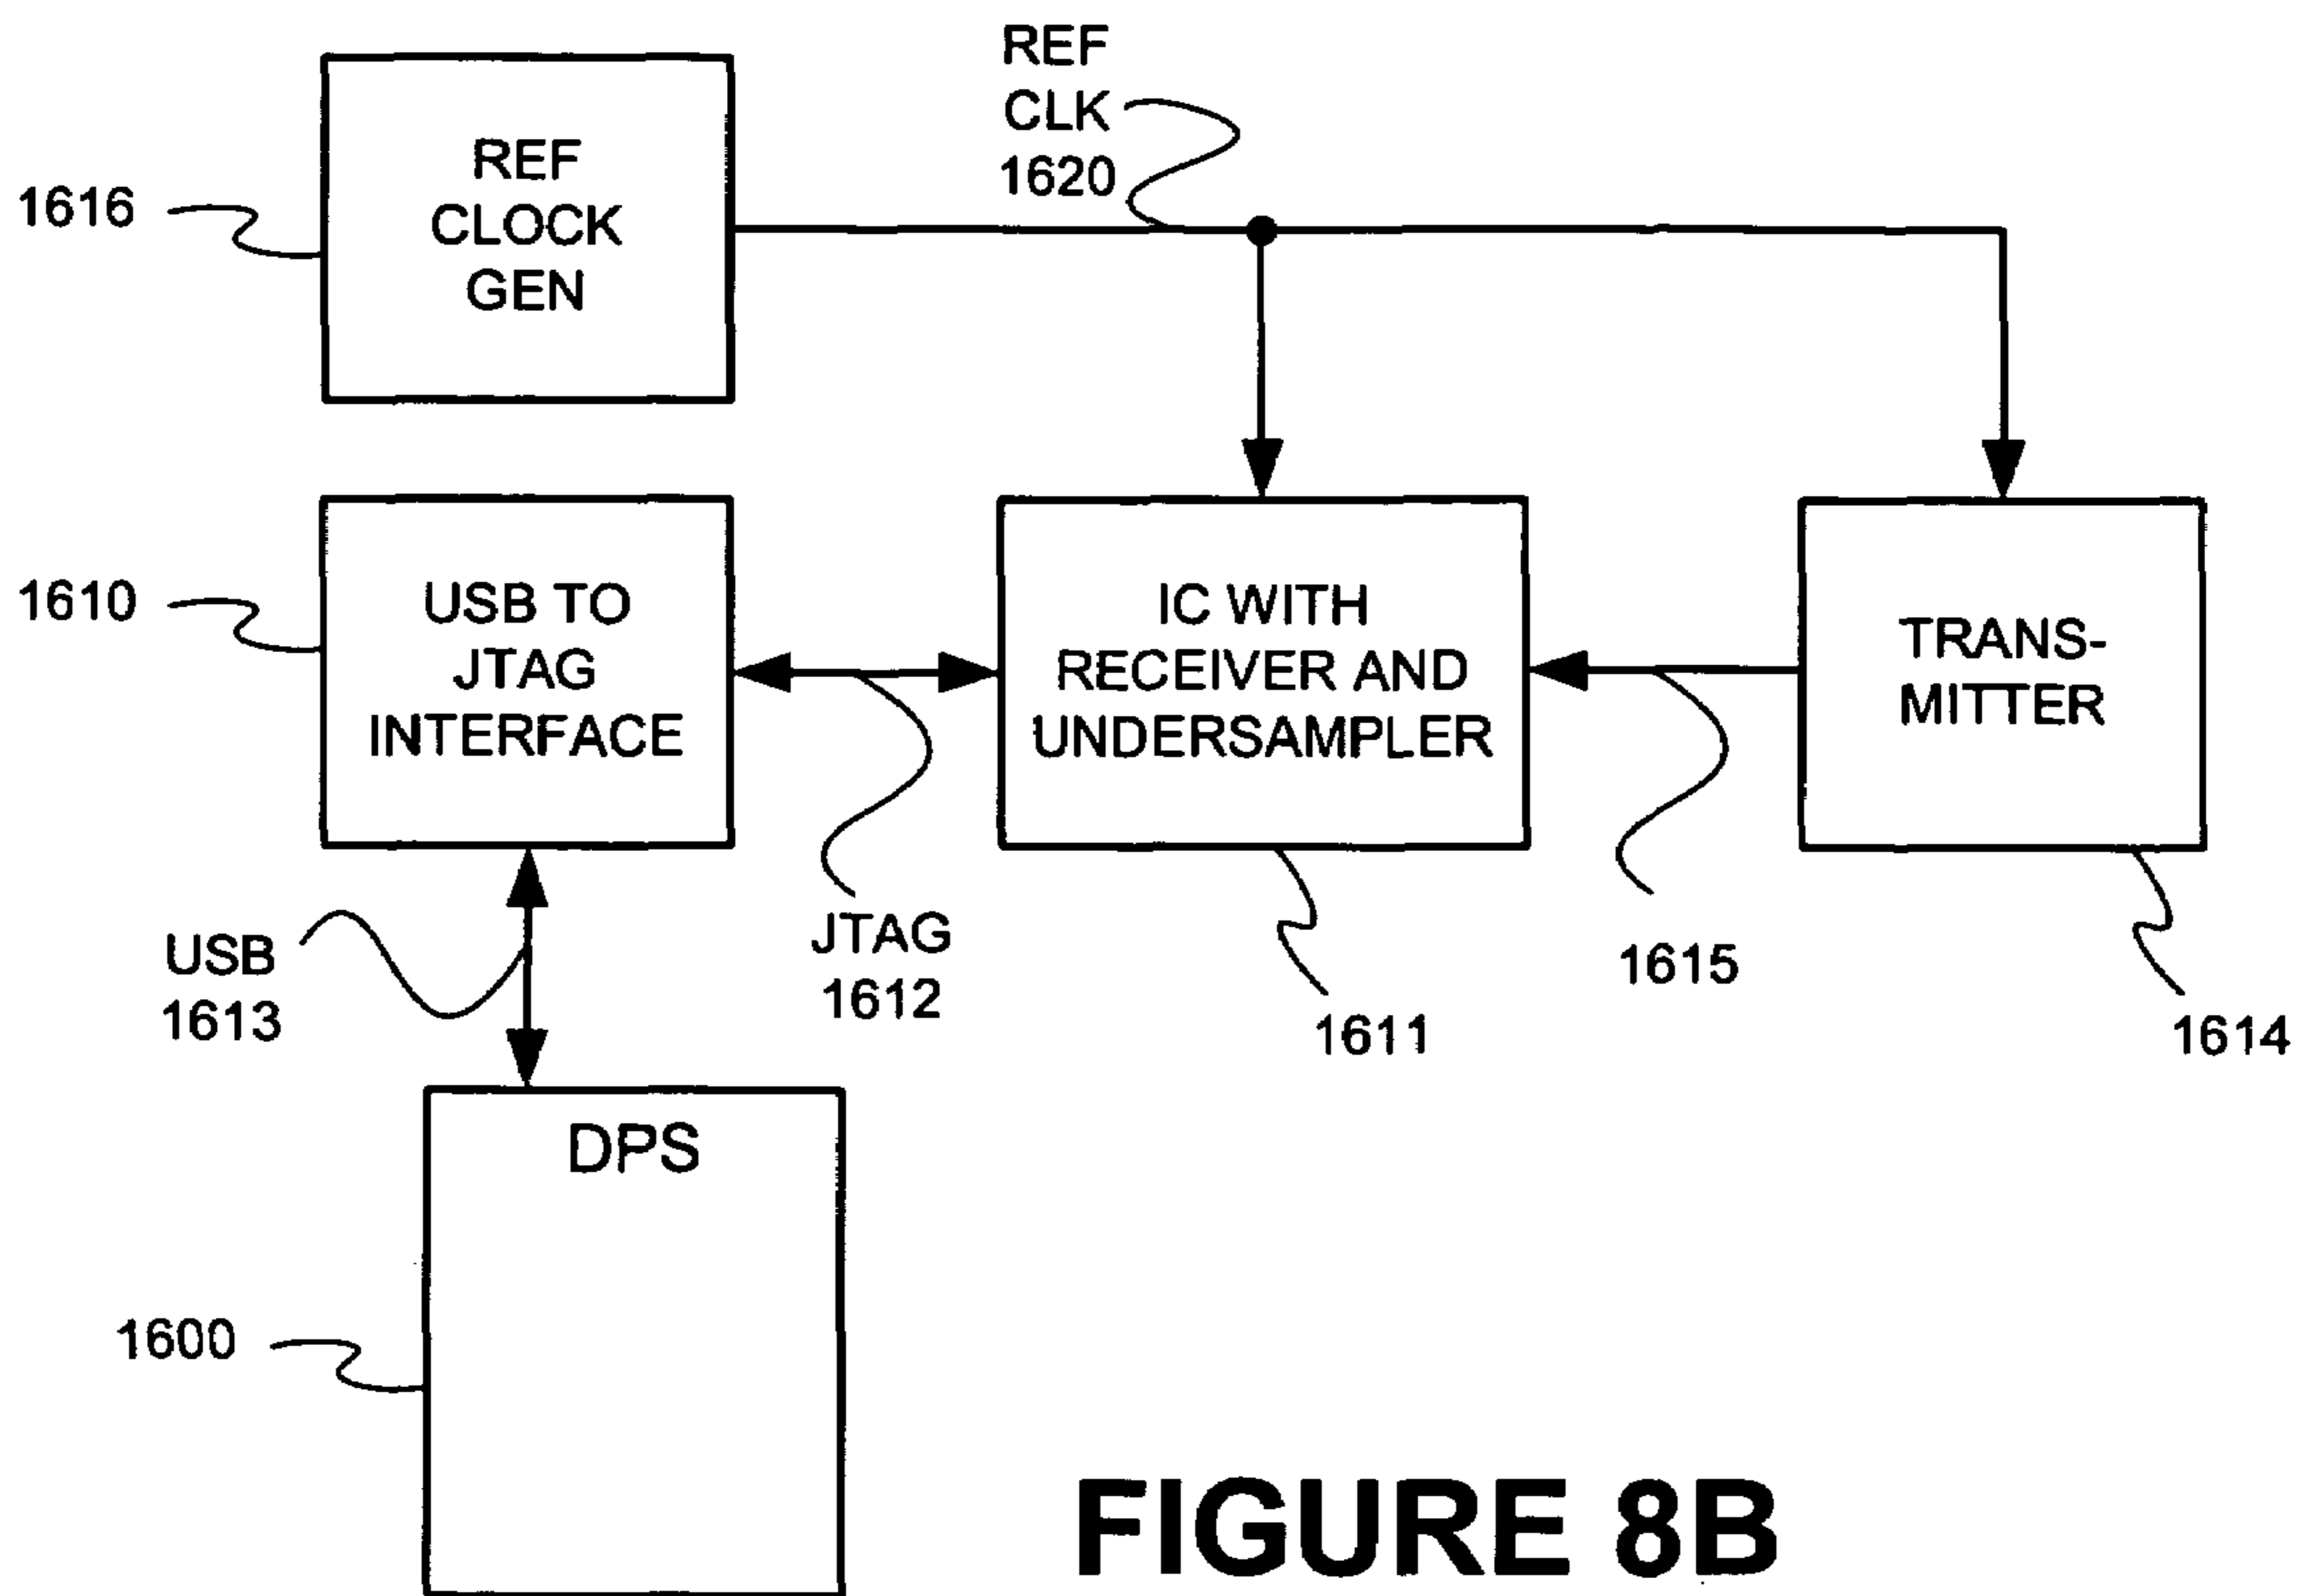 REF
CLK
1620
REF
CLOCK
GEN
1616
1610
USB TO
JTAG
INTERFACE
IC WITH
RECEIVER AND
UNDERSAMPLER
TRANS-
MITTER
USB
1613
JTAG
1612
1611
1615
1614
DPS
1600
FIGURE 8B